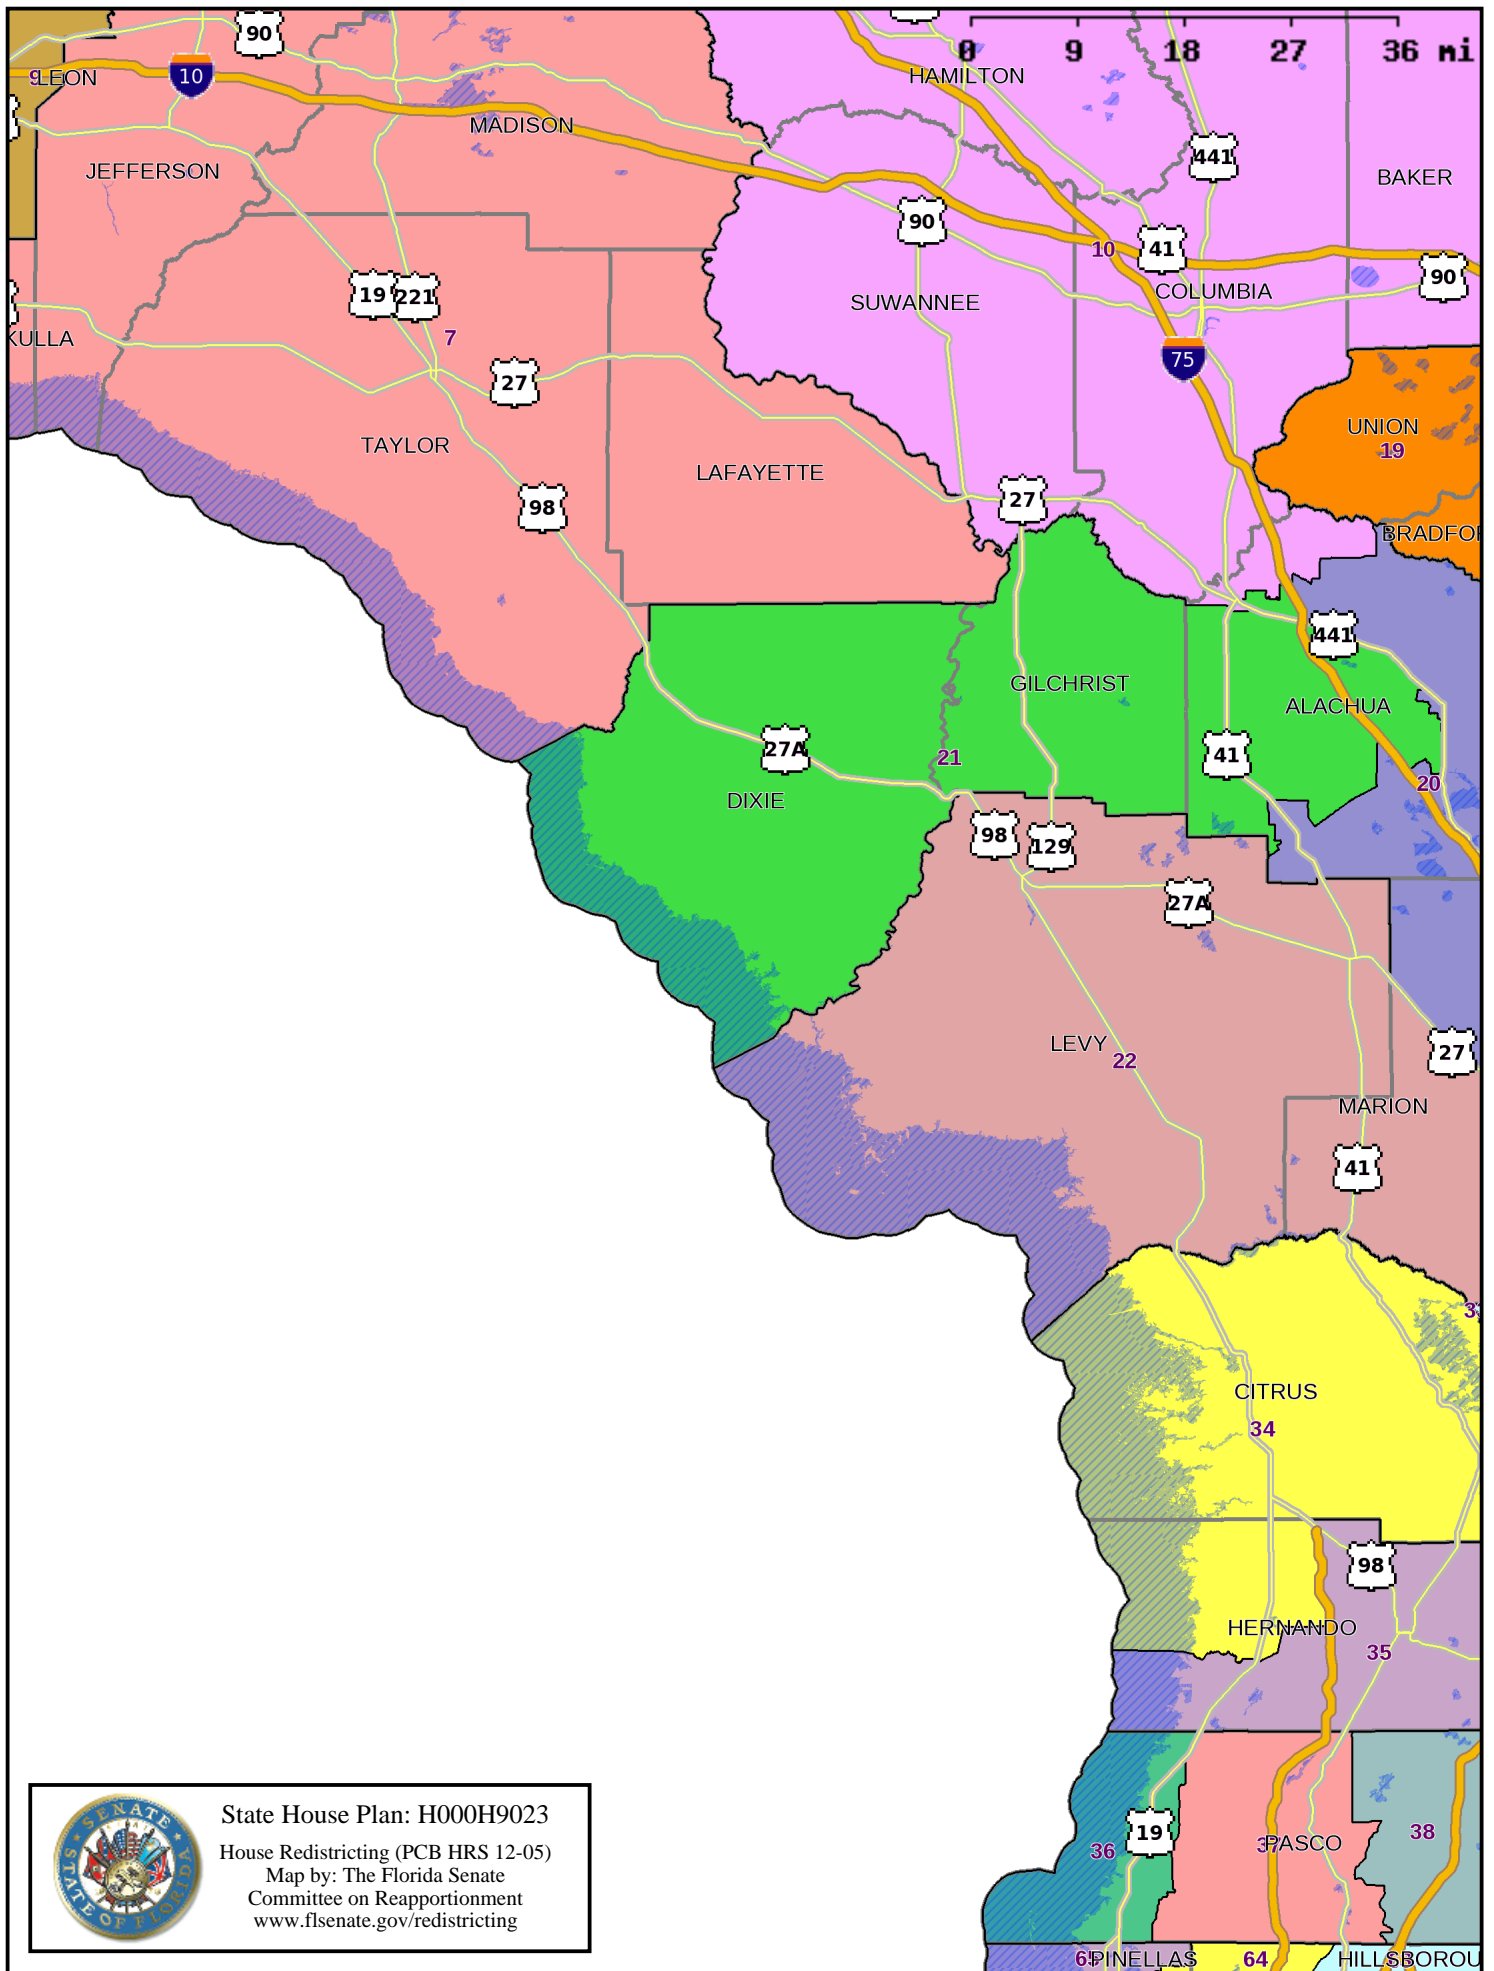 0 9 18 27 36 mi
90
HAMILTON
9
LEON
10
MADISON
441
JEFFERSON
BAKER
90
10
41
90
19
221
SUWANNEE
COLUMBIA
KULLA
7
75
27
UNION
19
TAYLOR
LAFAYETTE
27
98
BRADFO
441
GILCHRIST
ALACHUA
27A
21
41
20
DIXIE
98
129
27A
LEVY
22
27
MARION
41
CITRUS
34
98
HERNANDO
35
19
36
PASCO
38
PINELLAS
64
HILLSBOROU
SENATE
STATE OF FLORIDA
State House Plan: H000H9023
House Redistricting (PCB HRS 12-05)
Map by: The Florida Senate
Committee on Reapportionment
www.flsenate.gov/redistricting